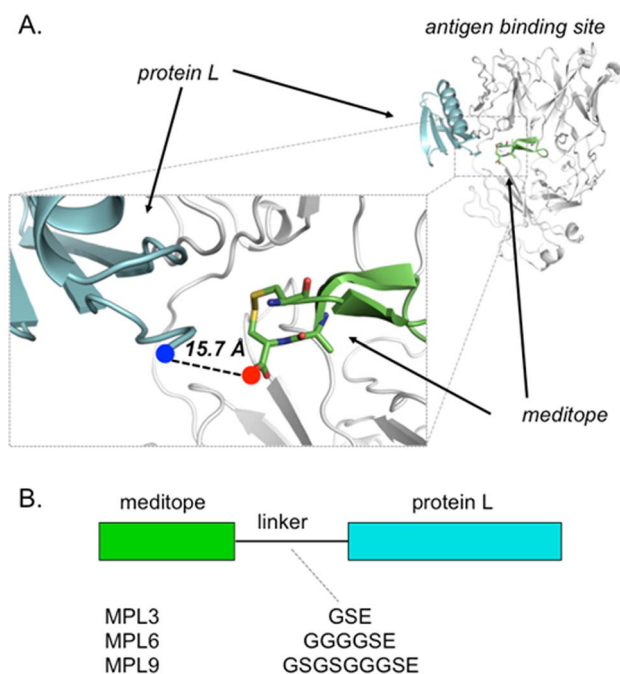 A.
antigen binding site
protein L
15.7 Å
meditope
B.
meditope
linker
protein L
MPL3 GSE
MPL6 GGGGSE
MPL9 GSGSGGGSE